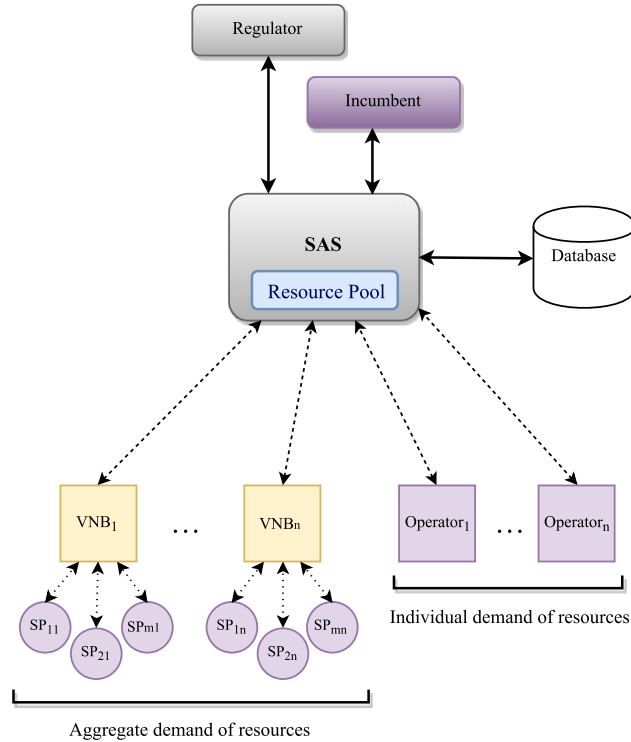 Regulator
Incumbent
SAS
Resource Pool
Database
VNB1
...
VNBn
Operator1
...
Operatorn
SP11
SP21
SPm1
SP1n
SP2n
SPmn
Individual demand of resources
Aggregate demand of resources